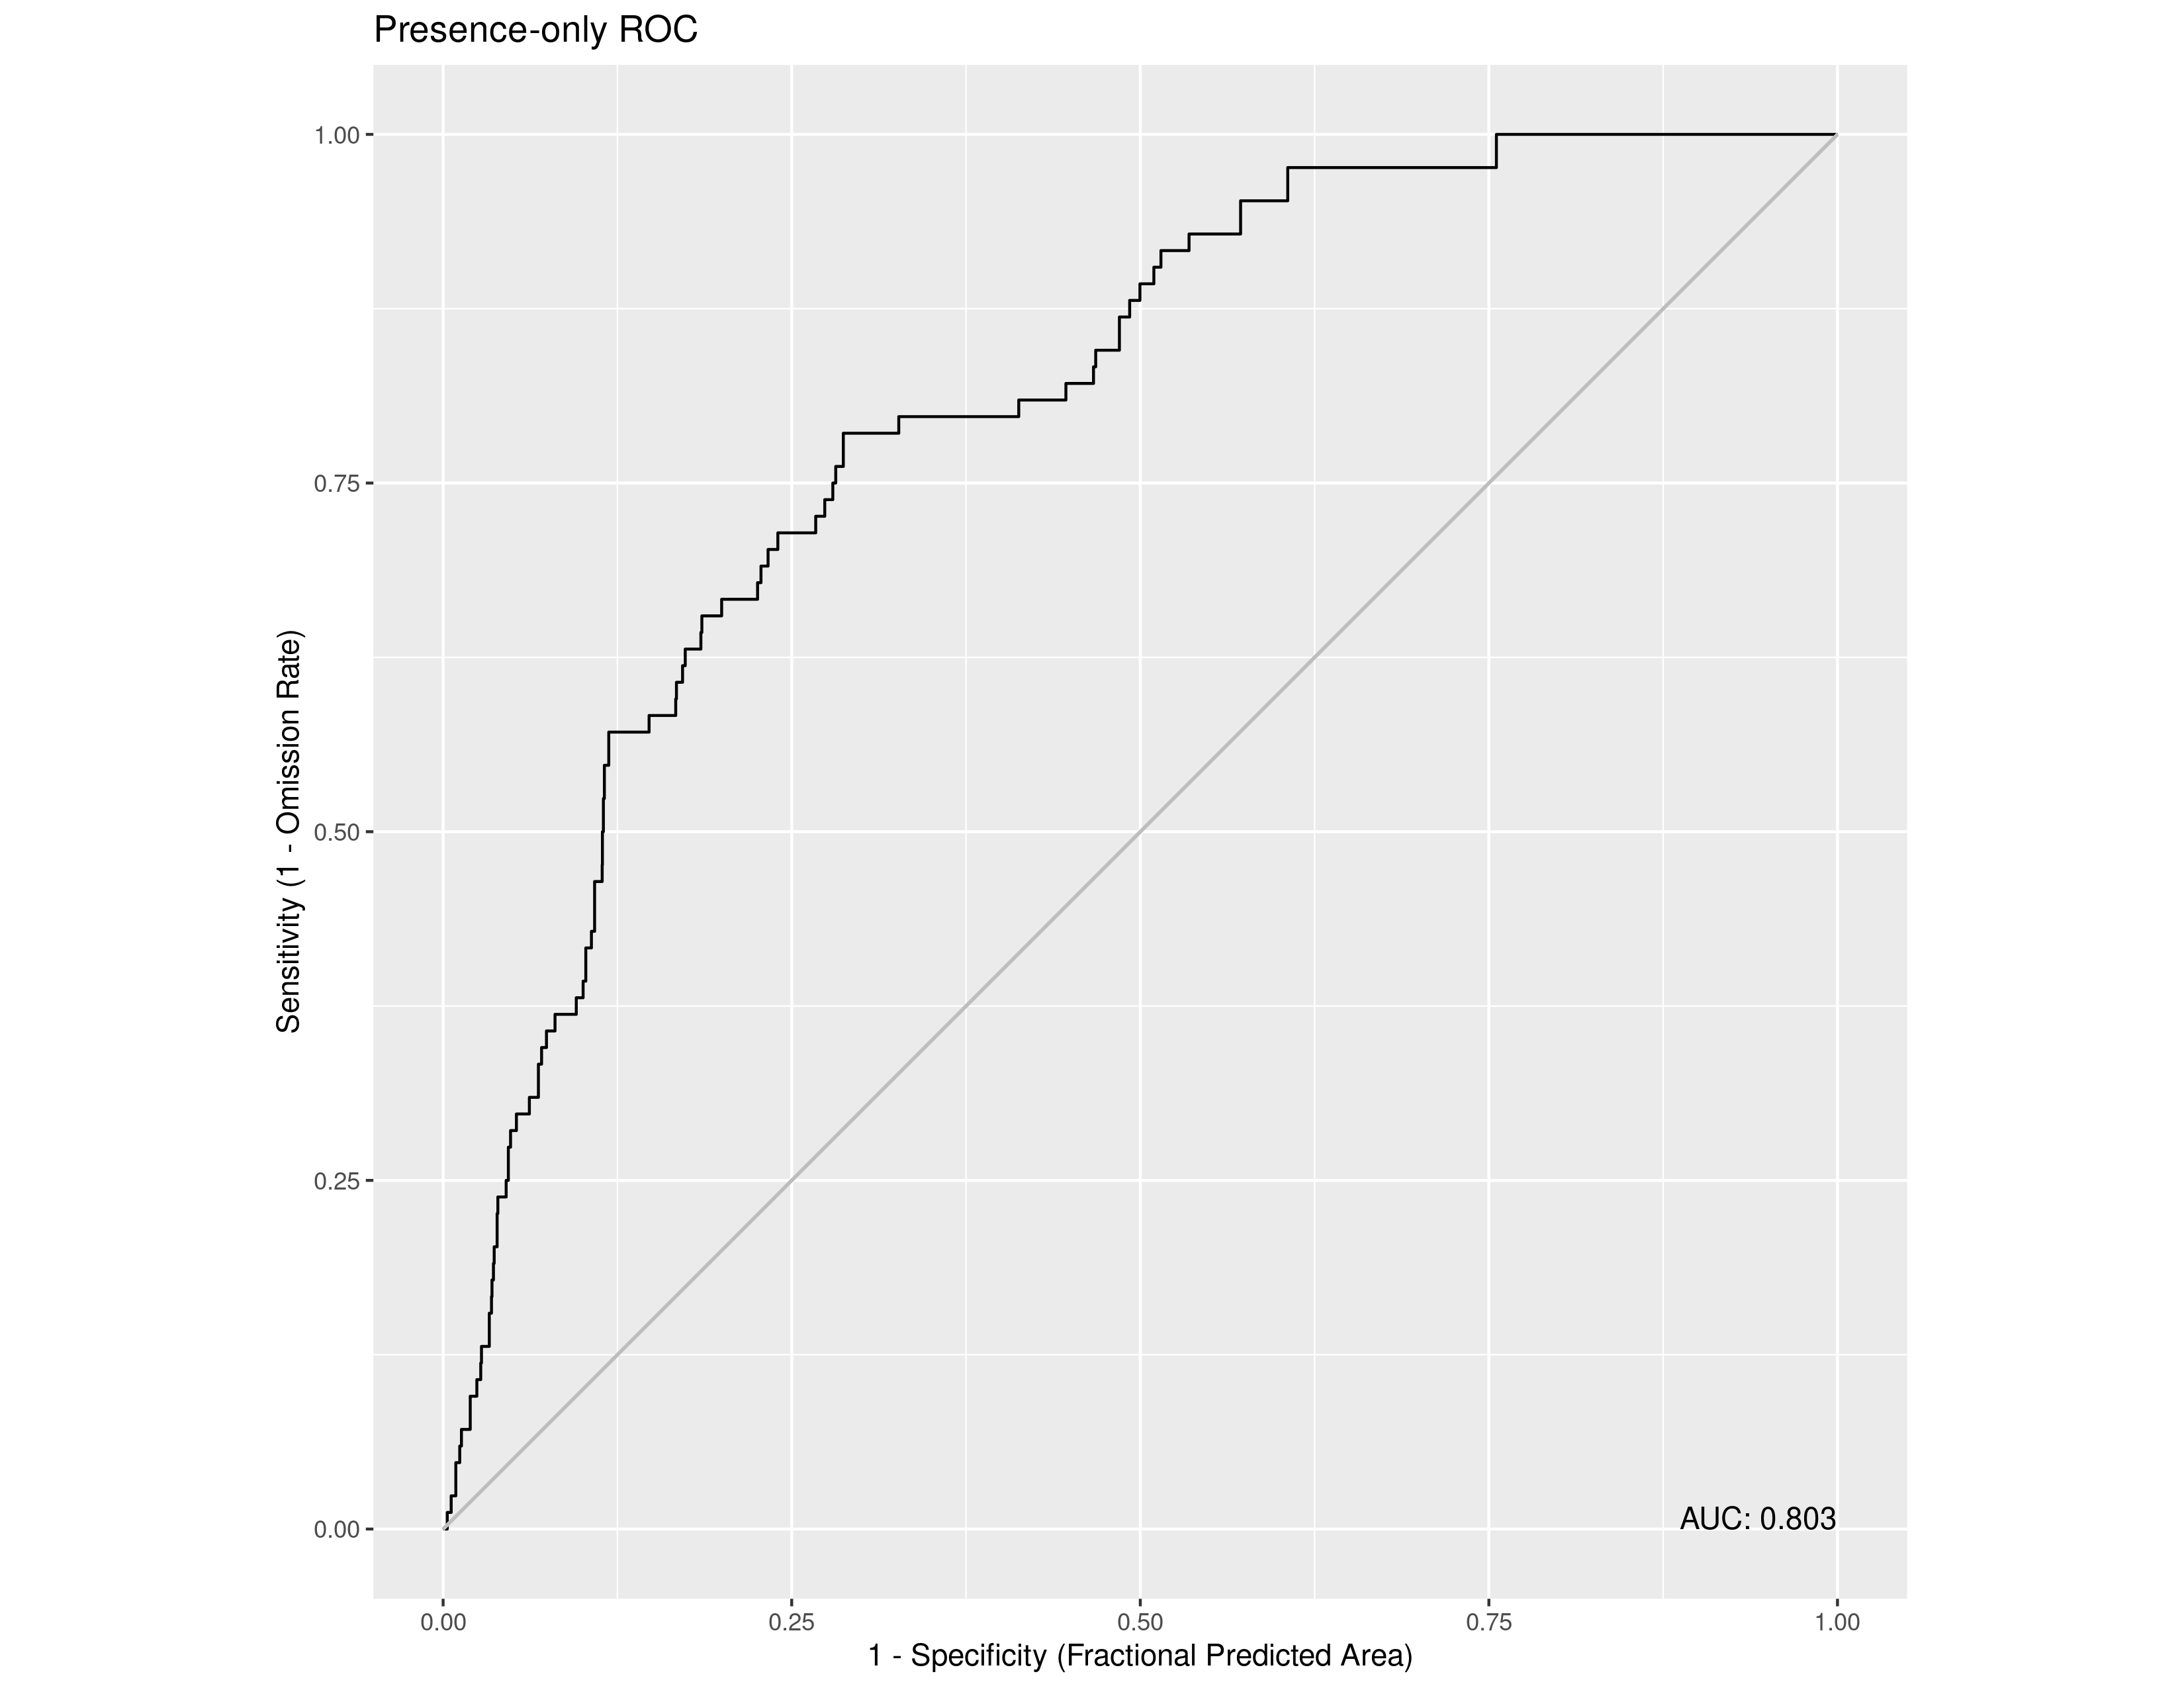 Presence-only ROC
Sensitivity (1 - Omission Rate)
1.00
0.75
0.50
0.25
0.00
AUC: 0.803
0.00 0.25 0.50 0.75 1.00
1 - Specificity (Fractional Predicted Area)